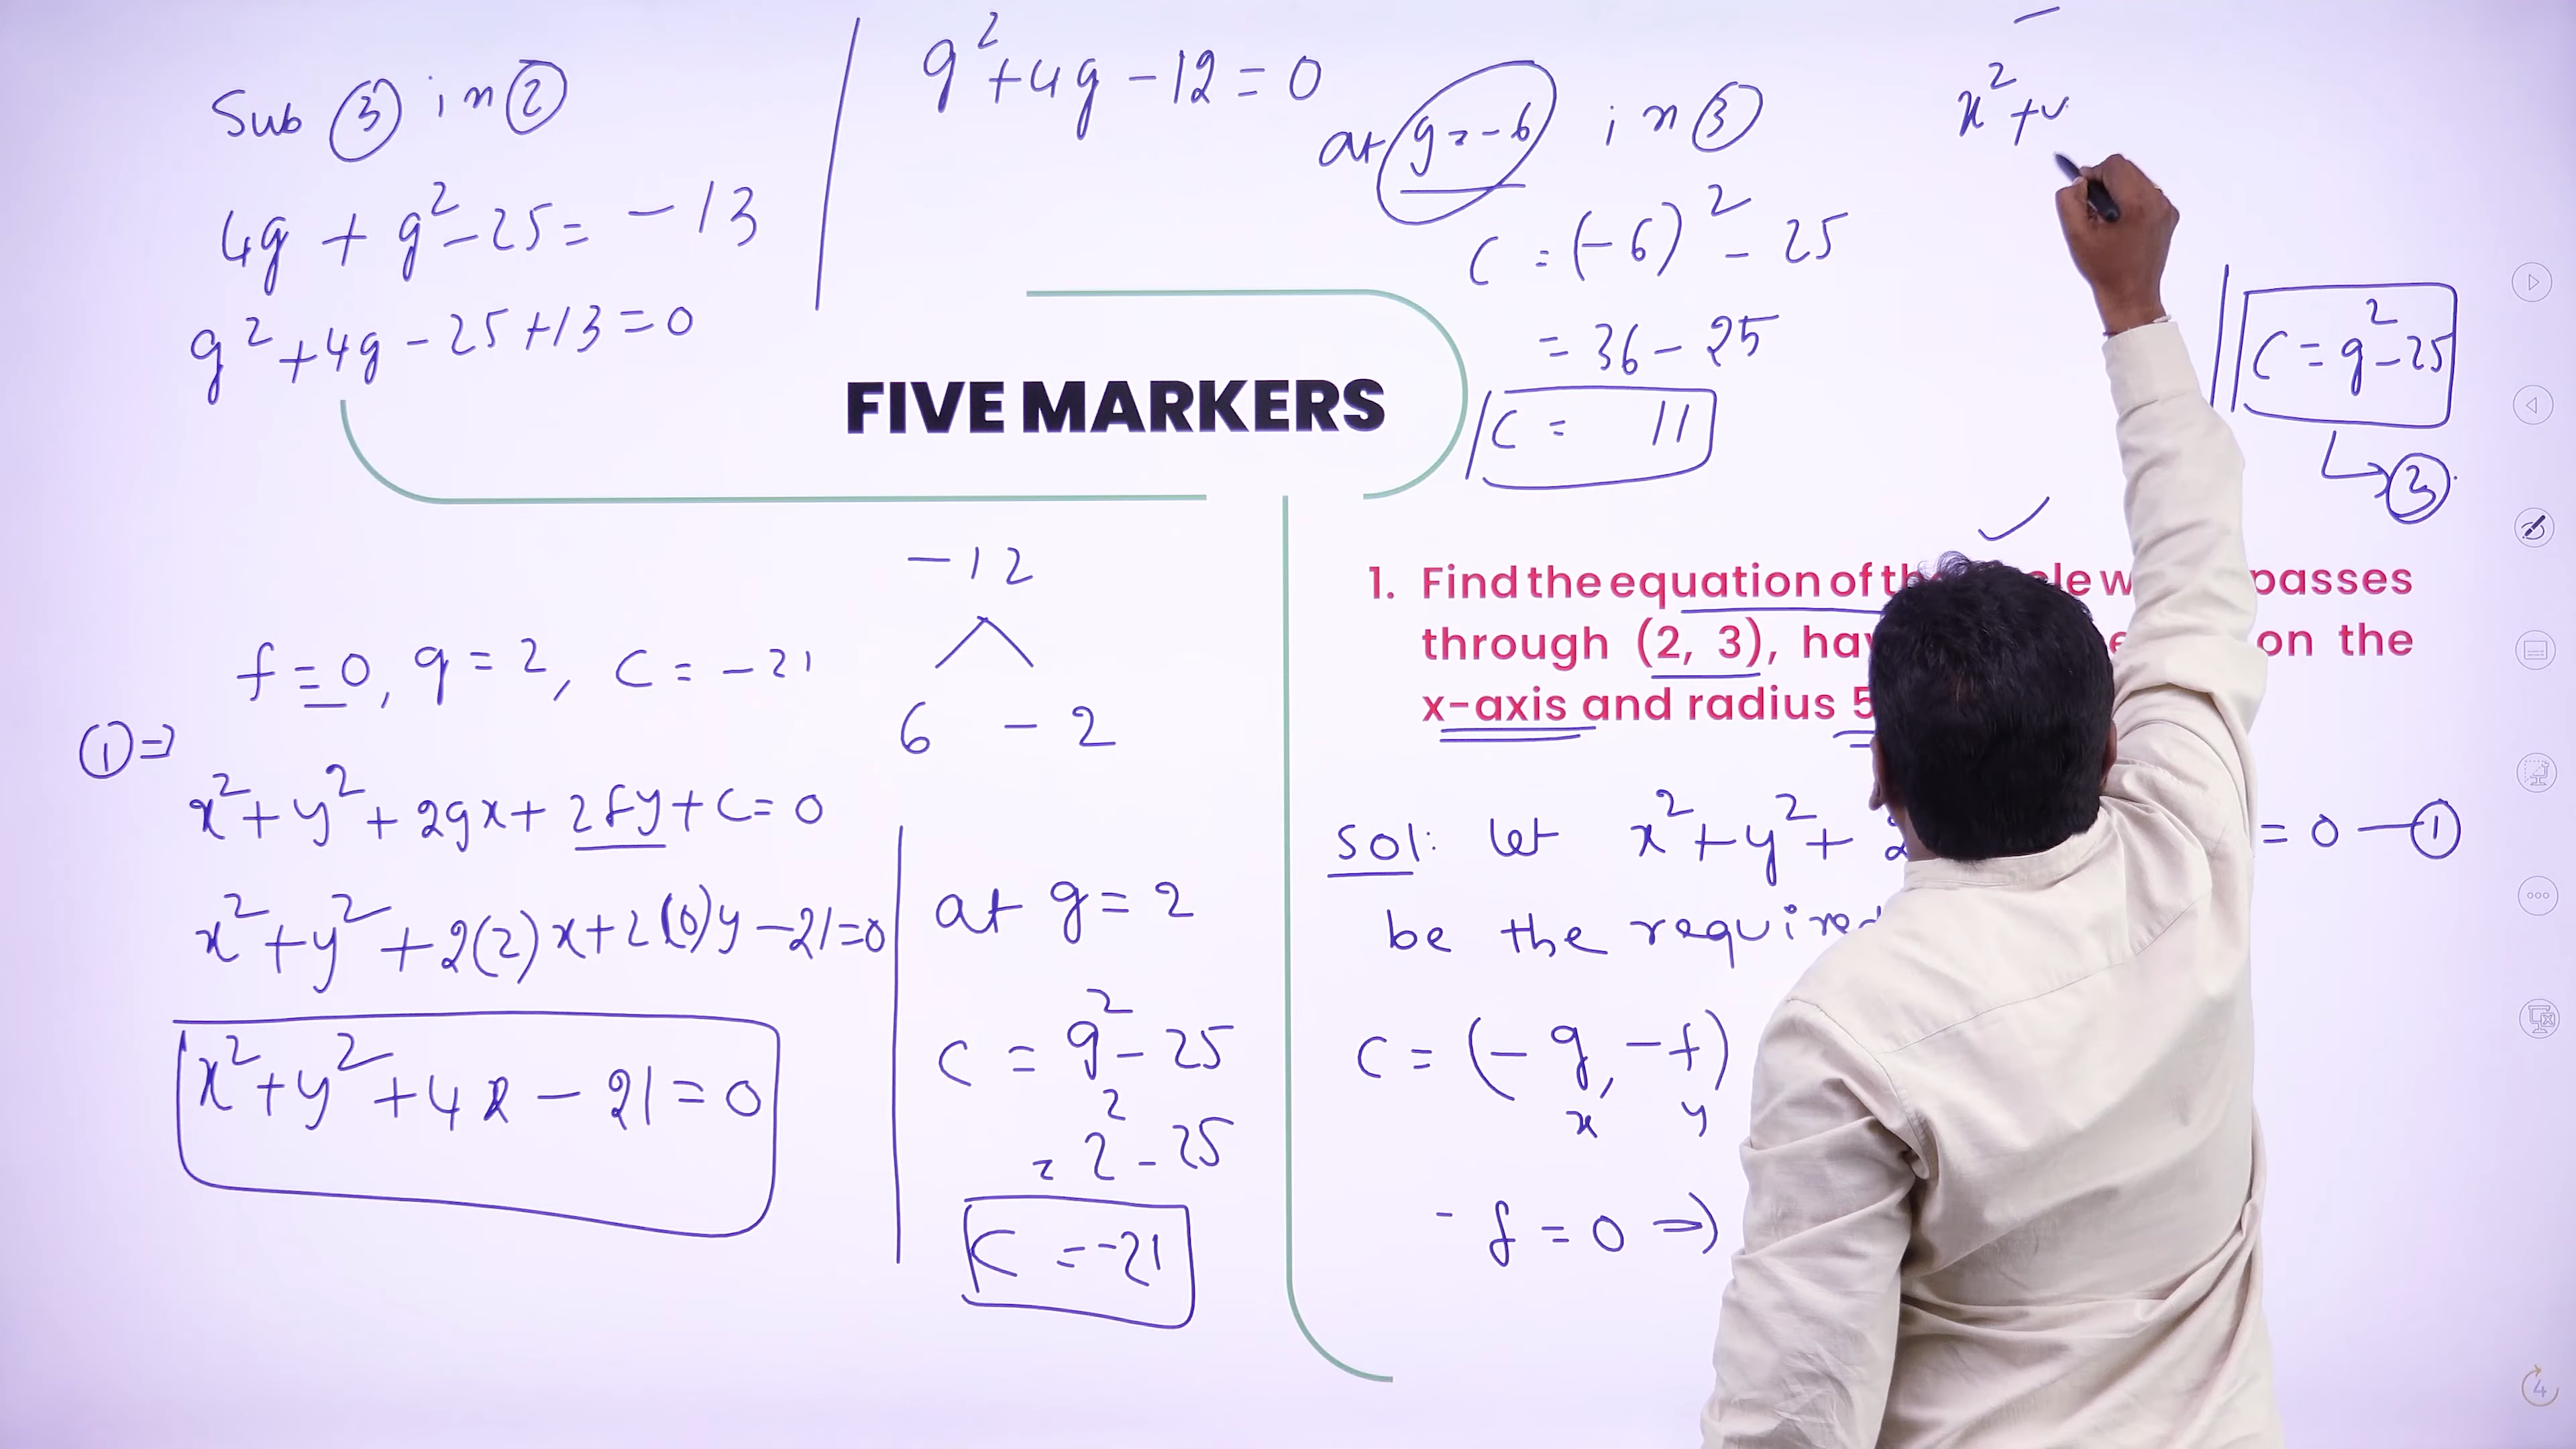 Sub ③ in ②
4g + g² - 25 = -13
g² + 4g - 25 + 13 = 0
g² + 4g - 12 = 0
at g = -6 in ③
C = (-6)² - 25
= 36 - 25
C = 11
x² +
C = g² - 25
③
FIVE MARKERS
-12
6 - 2
f = 0, g = 2, C = -21
① ⇒
x² + y² + 2gx + 2fy + C = 0
x² + y² + 2(2)x + 2(0)y - 21 = 0
x² + y² + 4x - 21 = 0
at g = 2
C = g² - 25
= 2² - 25
C = -21
1. Find the equation of passes
through (2, 3), on the
x-axis and radius 5
Sol: let x² + y² + = 0 — ①
be the
C = (-g, -f)
x y
- f = 0 ⇒
4